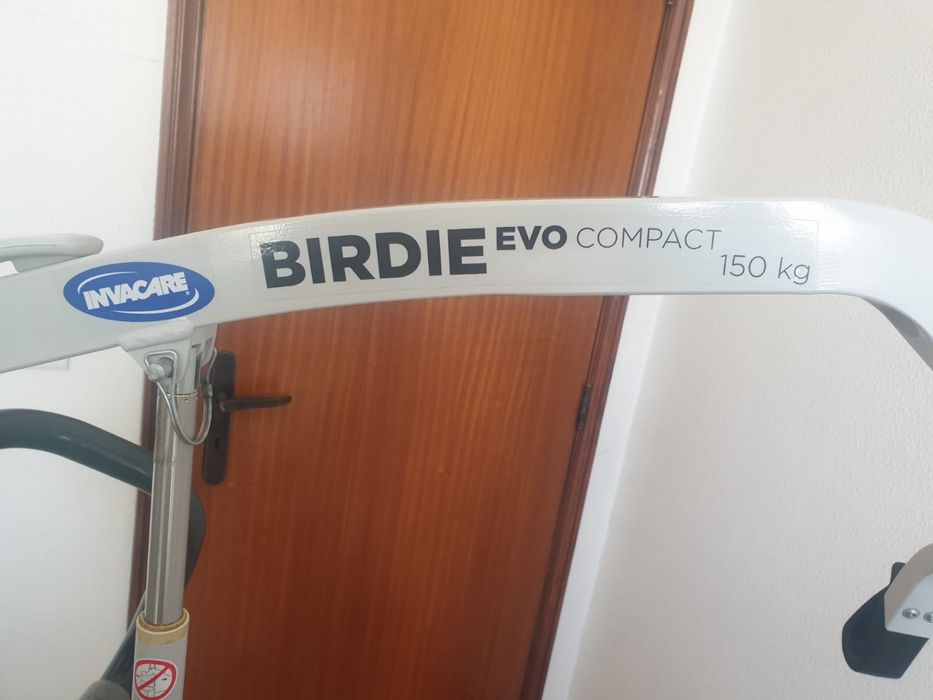 INVACARE®
BIRDIE EVO COMPACT
150 kg